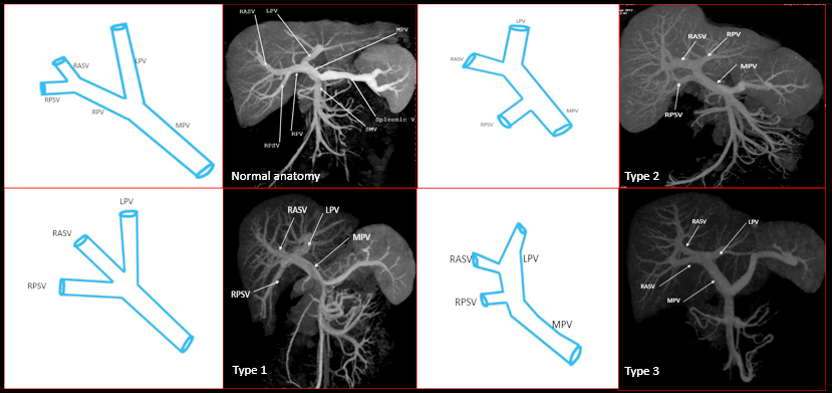 LPV
RASV
RPSV
RPV
MPV
RASV
LPV
MPV
Spleenic V
SMV
RPV
RPSV
Normal anatomy
LPV
RASV
RPSV
MPV
RASV
RPV
MPV
RPSV
Type 2
LPV
RASV
RPSV
RASV
LPV
MPV
RPSV
Type 1
RASV
LPV
RPSV
MPV
RASV
LPV
RASV
MPV
Type 3